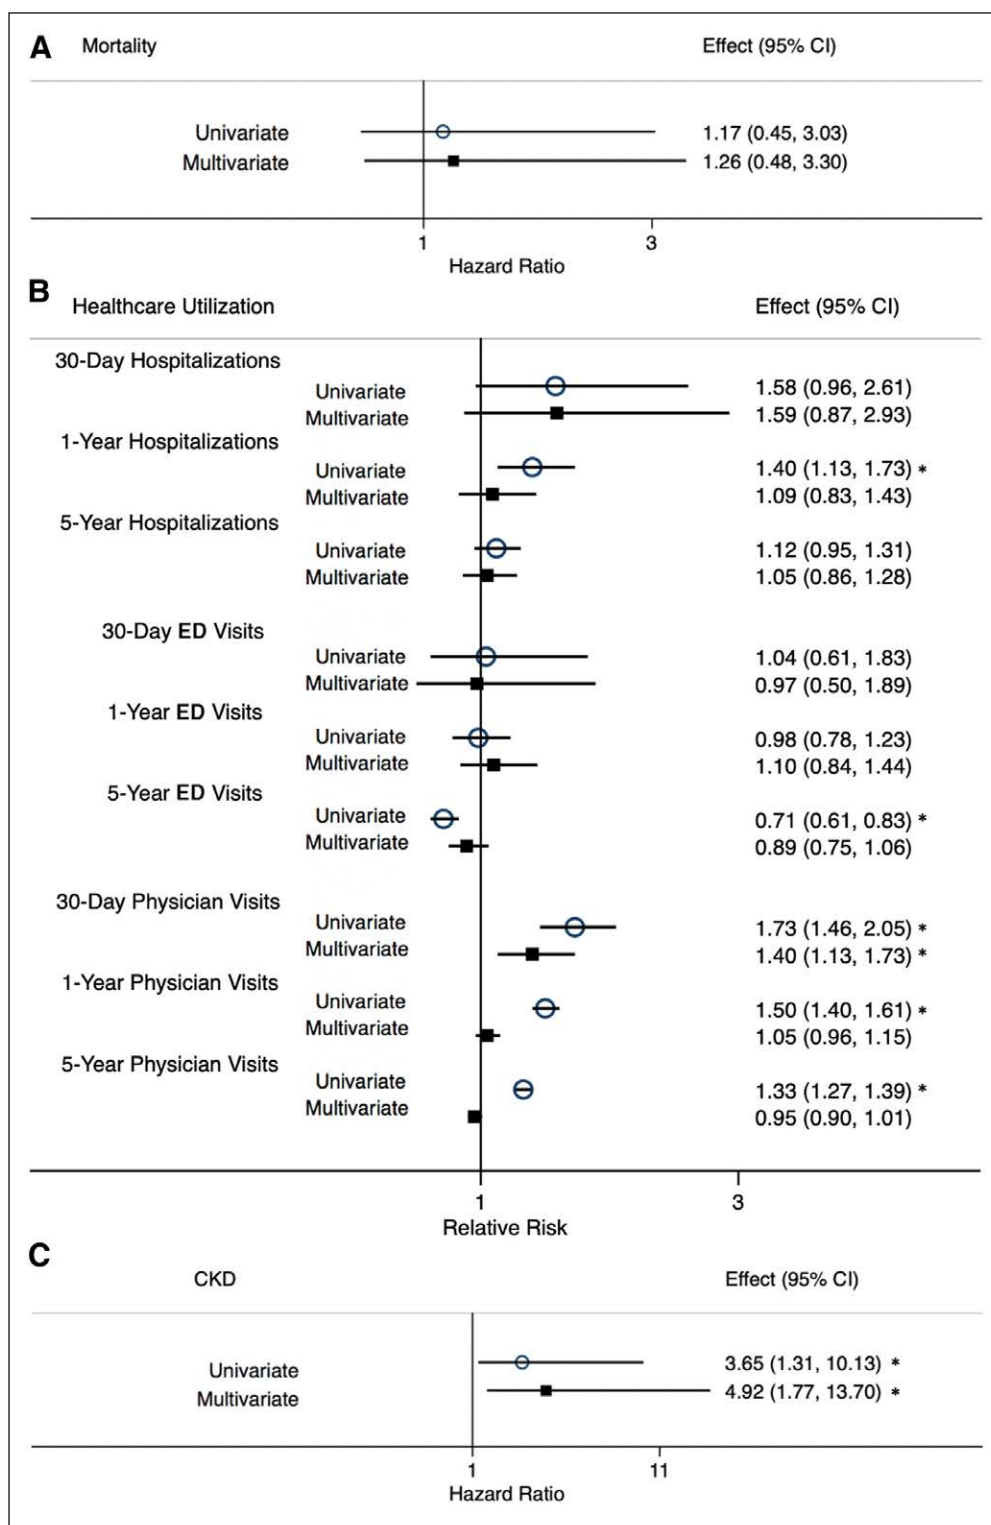 A Mortality Effect (95% CI)
Univariate 1.17 (0.45, 3.03)
Multivariate 1.26 (0.48, 3.30)
1 3
Hazard Ratio
B Healthcare Utilization Effect (95% CI)
30-Day Hospitalizations
Univariate 1.58 (0.96, 2.61)
Multivariate 1.59 (0.87, 2.93)
1-Year Hospitalizations
Univariate 1.40 (1.13, 1.73) *
Multivariate 1.09 (0.83, 1.43)
5-Year Hospitalizations
Univariate 1.12 (0.95, 1.31)
Multivariate 1.05 (0.86, 1.28)
30-Day ED Visits
Univariate 1.04 (0.61, 1.83)
Multivariate 0.97 (0.50, 1.89)
1-Year ED Visits
Univariate 0.98 (0.78, 1.23)
Multivariate 1.10 (0.84, 1.44)
5-Year ED Visits
Univariate 0.71 (0.61, 0.83) *
Multivariate 0.89 (0.75, 1.06)
30-Day Physician Visits
Univariate 1.73 (1.46, 2.05) *
Multivariate 1.40 (1.13, 1.73) *
1-Year Physician Visits
Univariate 1.50 (1.40, 1.61) *
Multivariate 1.05 (0.96, 1.15)
5-Year Physician Visits
Univariate 1.33 (1.27, 1.39) *
Multivariate 0.95 (0.90, 1.01)
1 3
Relative Risk
C CKD Effect (95% CI)
Univariate 3.65 (1.31, 10.13) *
Multivariate 4.92 (1.77, 13.70) *
1 11
Hazard Ratio